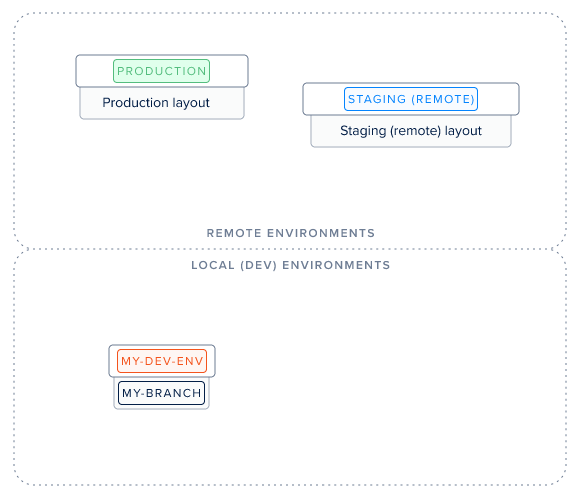 PRODUCTION
Production layout
STAGING (REMOTE)
Staging (remote) layout
REMOTE ENVIRONMENTS
LOCAL (DEV) ENVIRONMENTS
MY-DEV-ENV
MY-BRANCH